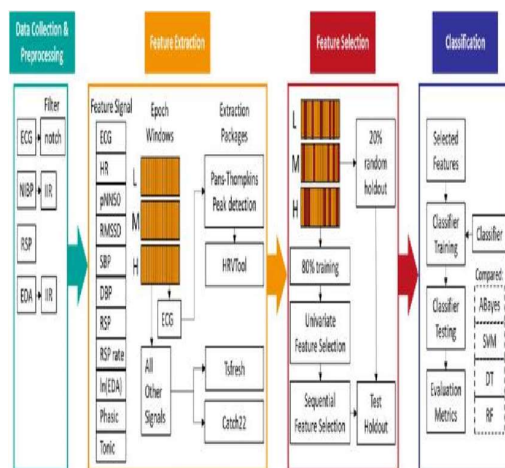 Data Collection &
Preprocessing
Feature Extraction
Feature Selection
Classification
Filter
ECG
notch
NIBP
IIR
RSP
EDA
IIR
Feature Signal
ECG
HR
pNN50
RMSSD
SBP
DBP
RSP
RSP rate
ln(EDA)
Phasic
Tonic
Epoch
Windows
L
M
H
ECG
All
Other
Signals
Extraction
Packages
Pans-Thompkins
Peak detection
HRVTool
Tsfresh
Catch22
L
M
H
20%
random
holdout
80% training
Univariate
Feature Selection
Sequential
Feature Selection
Test
Holdout
Selected
Features
Classifier
Training
Classifier
Classifier
Testing
Evaluation
Metrics
Compared:
ABayes
SVM
DT
RF